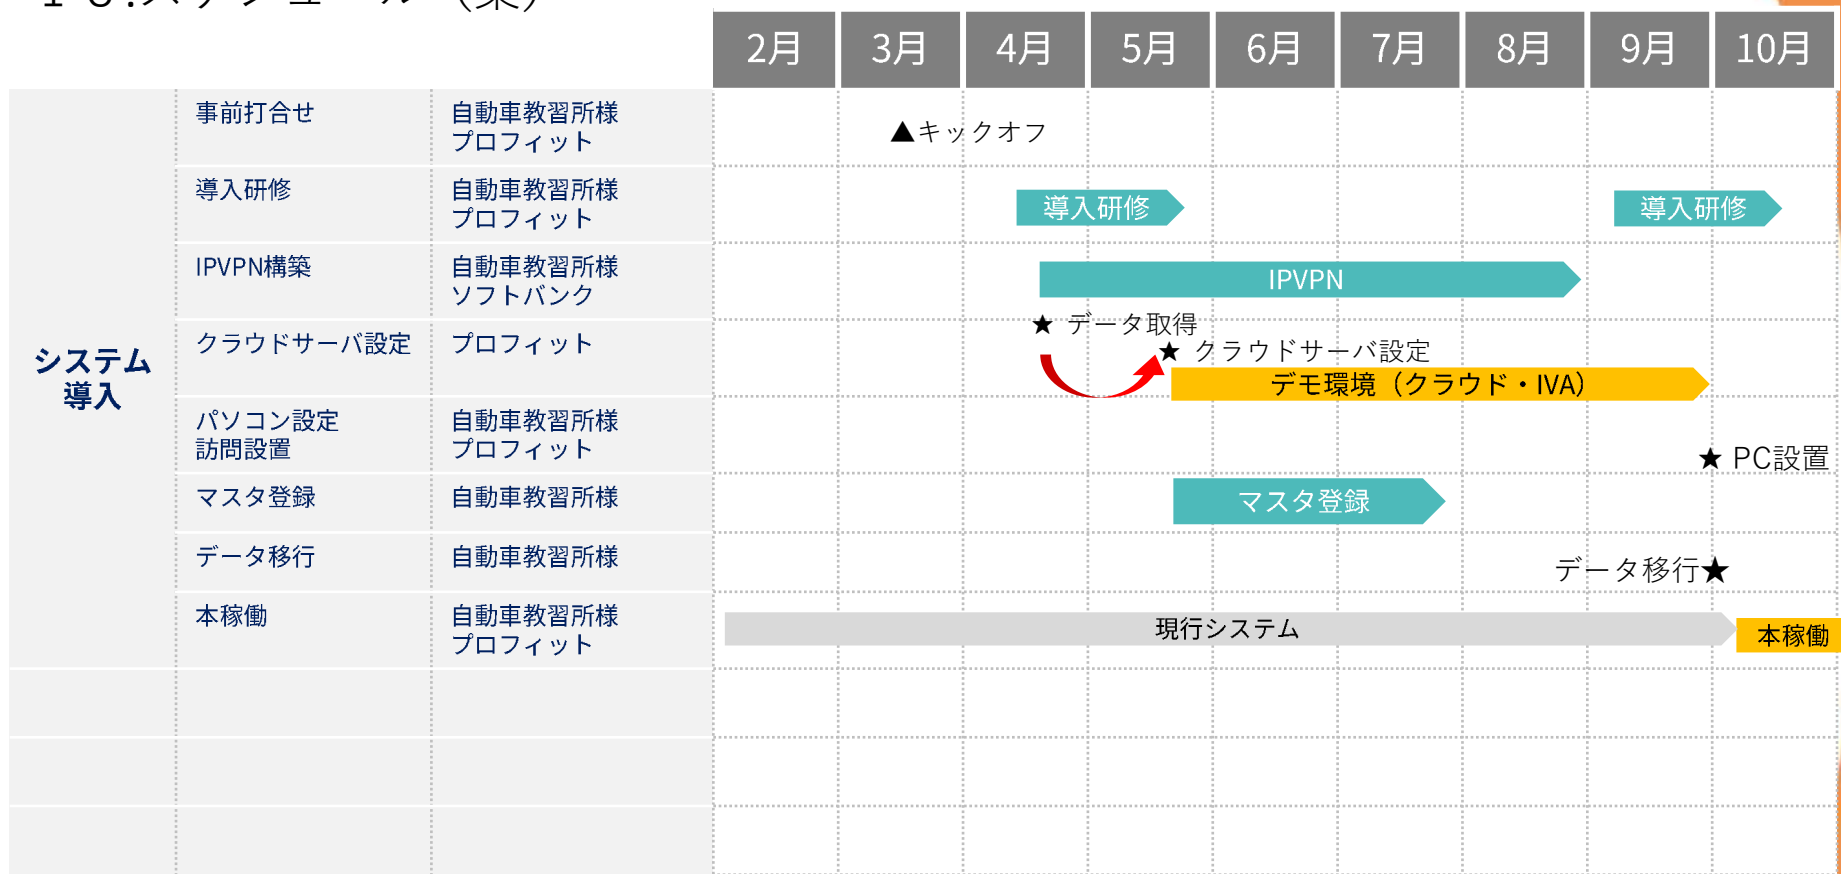 スケジュール（案）
2月 3月 4月 5月 6月 7月 8月 9月 10月
システム
導入
事前打合せ
自動車教習所様
プロフィット
▲キックオフ
導入研修
自動車教習所様
プロフィット
導入研修
導入研修
IPVPN構築
自動車教習所様
ソフトバンク
IPVPN
クラウドサーバ設定
プロフィット
★ データ取得
★ クラウドサーバ設定
デモ環境（クラウド・IVA）
パソコン設定
訪問設置
自動車教習所様
プロフィット
★ PC設置
マスタ登録
自動車教習所様
マスタ登録
データ移行
自動車教習所様
データ移行★
本稼働
自動車教習所様
プロフィット
現行システム
本稼働